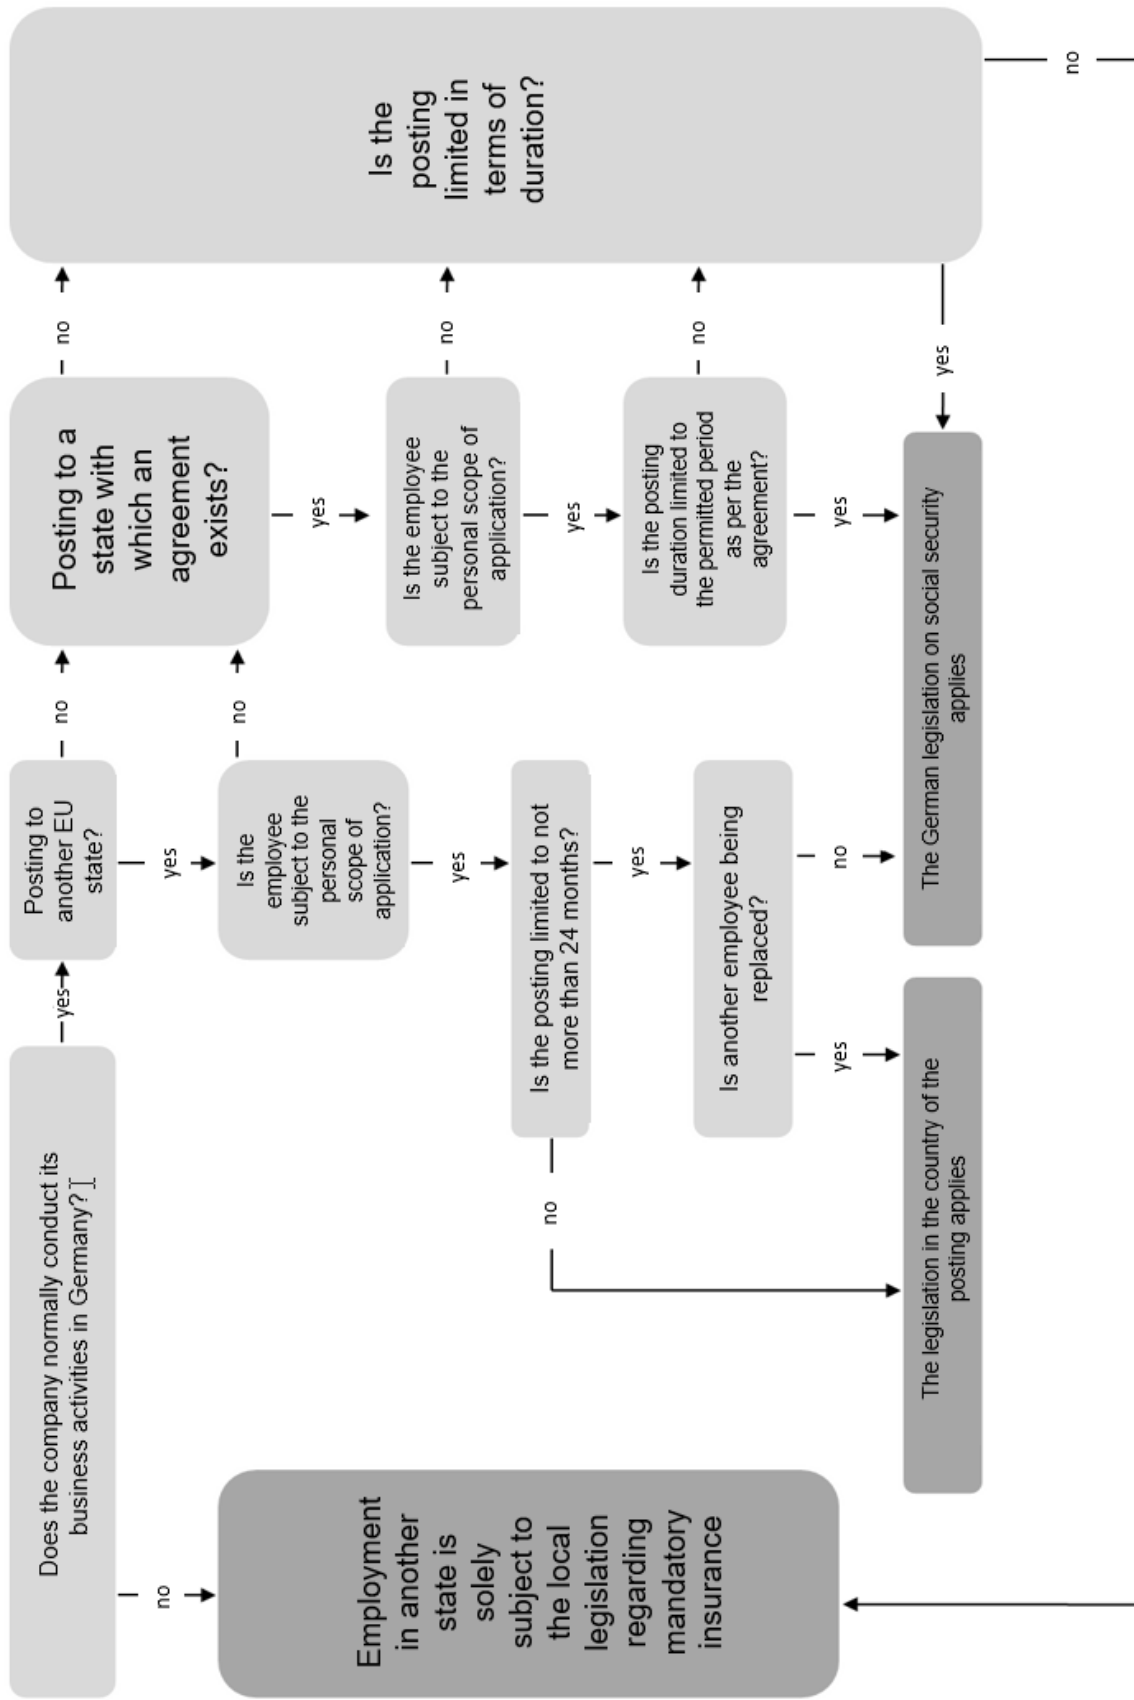 Does the company normally conduct its
business activities in Germany?
yes
Posting to
another EU
state?
no
Posting to a
state with
which an
agreement
exists?
no
Is the
posting
limited in
terms of
duration?
no
yes
no
yes
no
Employment
in another
state is
solely
subject to
the local
legislation
regarding
mandatory
insurance
Is the
employee
subject to the
personal
scope of
application?
yes
Is the employee
subject to the
personal scope of
application?
no
yes
Is the posting limited to not
more than 24 months?
no
yes
Is the posting
duration limited to
the permitted period
as per the
agreement?
no
Is another employee being
replaced?
yes
no
yes
yes
The legislation in the country of the
posting applies
The German legislation on social security
applies